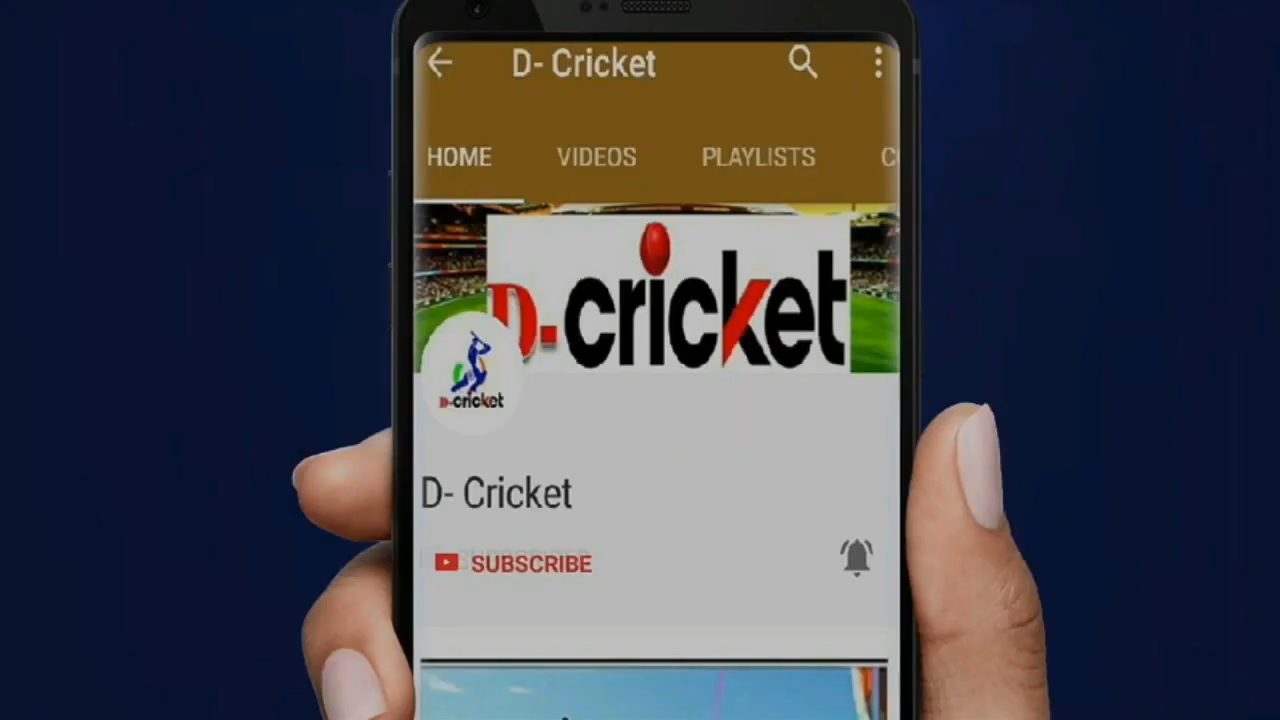 D- Cricket
HOME VIDEOS PLAYLISTS C
D-cricket
D-cricket
D- Cricket
SUBSCRIBE